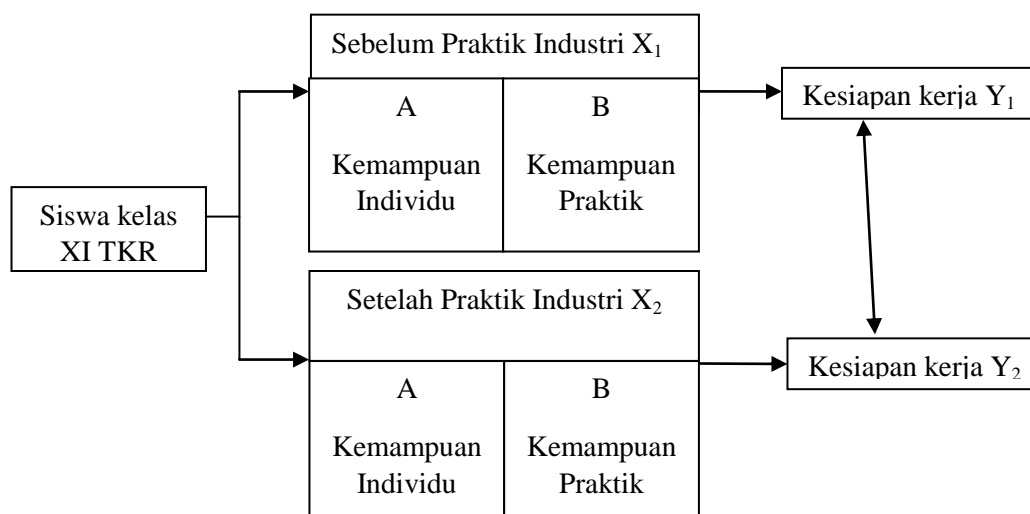 Sebelum Praktik Industri X₁
A
Kemampuan
Individu
B
Kemampuan
Praktik
Kesiapan kerja Y₁
Siswa kelas
XI TKR
Setelah Praktik Industri X₂
A
Kemampuan
Individu
B
Kemampuan
Praktik
Kesiapan kerja Y₂